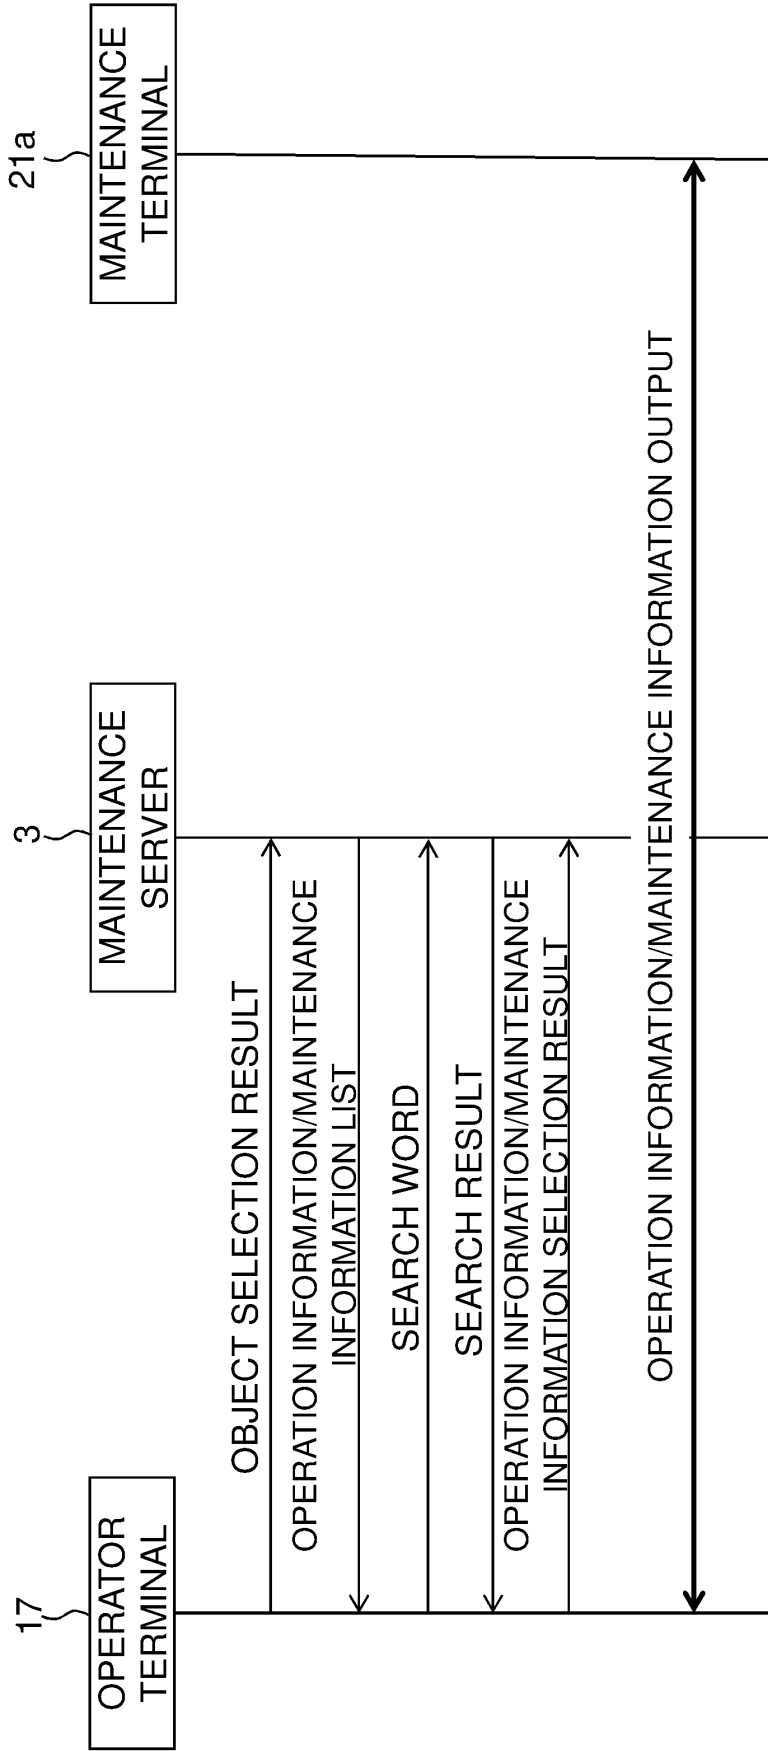 17
OPERATOR
TERMINAL
3
MAINTENANCE
SERVER
21a
MAINTENANCE
TERMINAL
OBJECT SELECTION RESULT
OPERATION INFORMATION/MAINTENANCE
INFORMATION LIST
SEARCH WORD
SEARCH RESULT
OPERATION INFORMATION/MAINTENANCE
INFORMATION SELECTION RESULT
OPERATION INFORMATION/MAINTENANCE INFORMATION OUTPUT